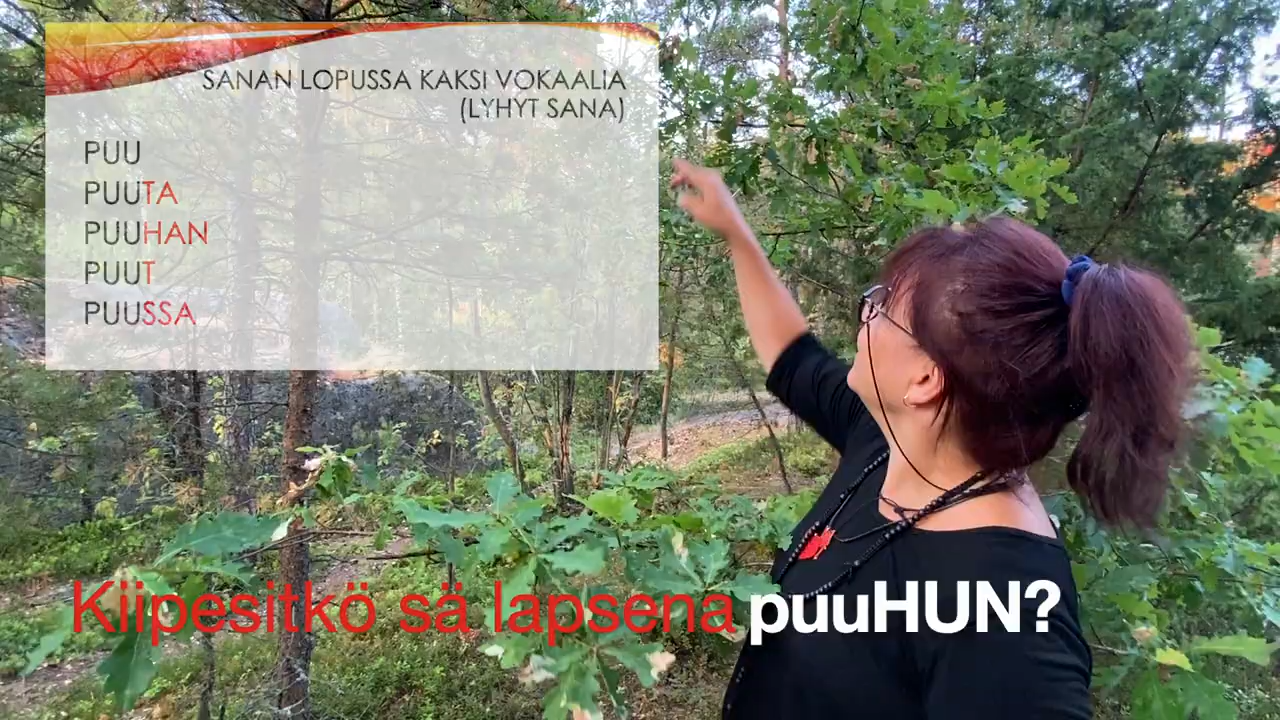 SANAN LOPUSSA KAKSI VOKAALIA
(LYHYT SANA)
PUU
PUUTA
PUUHAN
PUUT
PUUSSA
Kiipesitkö sä lapsena puuHUN?